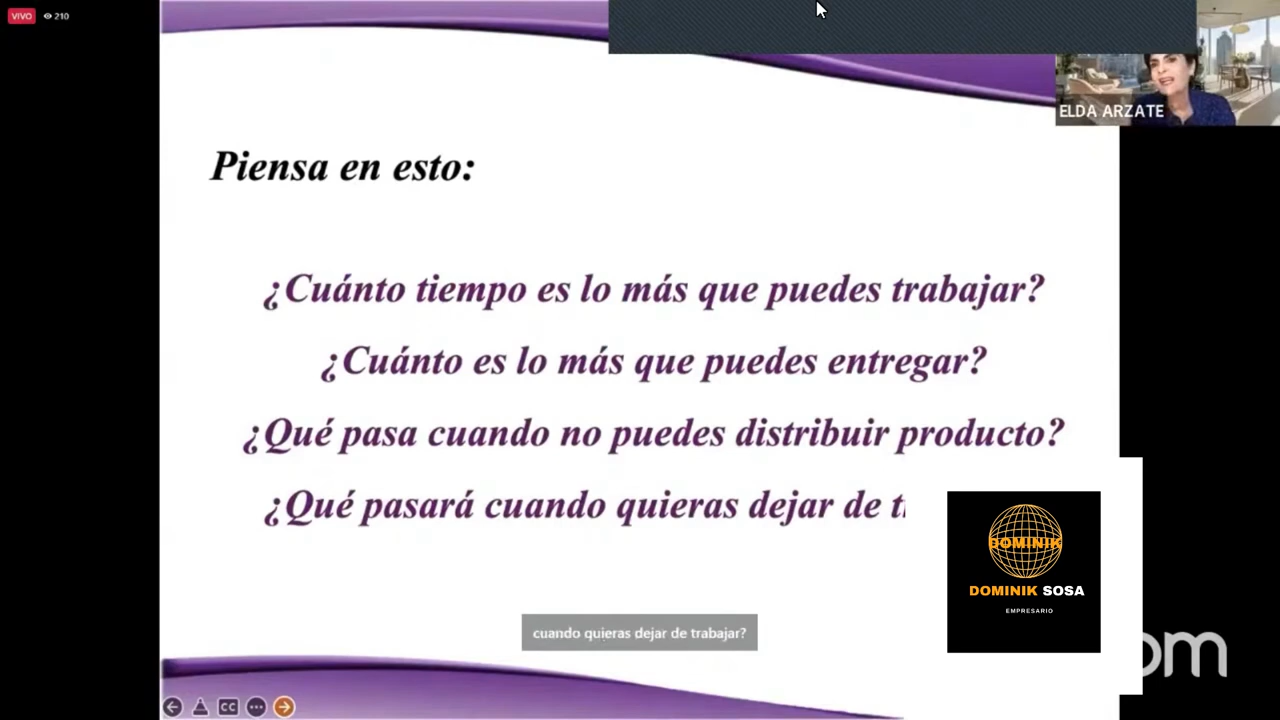 VIVO 210
ELDA ARZATE
Piensa en esto:
¿Cuánto tiempo es lo más que puedes trabajar?
¿Cuánto es lo más que puedes entregar?
¿Qué pasa cuando no puedes distribuir producto?
¿Qué pasará cuando quieras dejar de
DOMINIK
DOMINIK SOSA
EMPRESARIO
cuando quieras dejar de trabajar?
om
CC